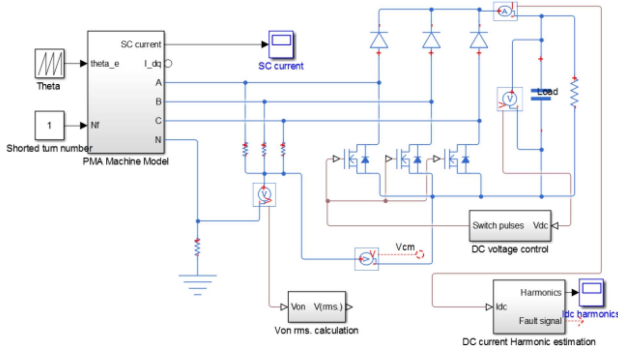 SC current
theta_e
I_dq
A
B
C
Nf
N
Theta
1
Shorted turn number
PMA Machine Model
SC current
A
V
Load
V
V
Vcm
Switch pulses
Vdc
DC voltage control
Von
V(rms.)
Von rms. calculation
Idc
Harmonics
Fault signal
Idc harmonics
DC current Harmonic estimation